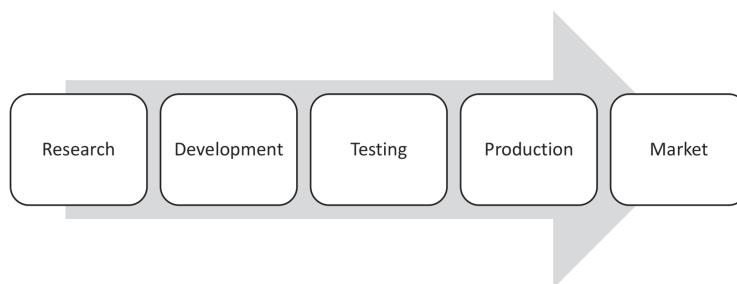 Research
Development
Testing
Production
Market